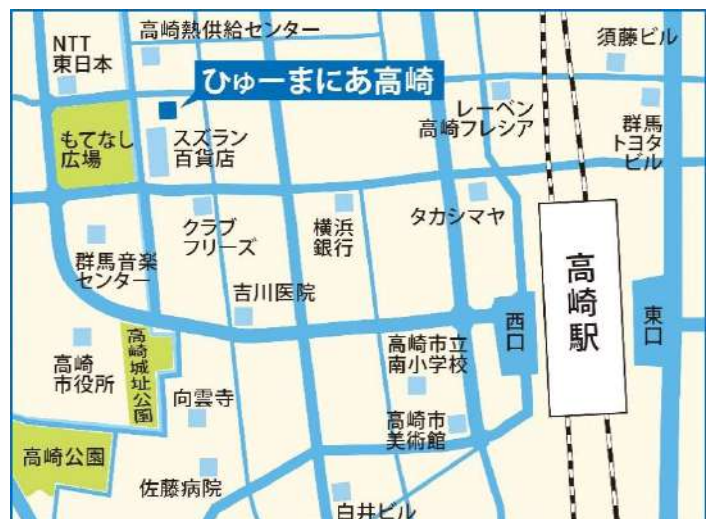 高崎熱供給センター
NTT
東日本
須藤ビル
ひゅーまにあ高崎
レーベン
高崎フレシア
もてなし
広場
スズラン
百貨店
群馬
トヨタ
ビル
クラブ
フリーズ
横浜
銀行
タカシマヤ
群馬音楽
センター
高崎駅
吉川医院
西口
東口
高崎
市役所
高崎城址公園
高崎市立
南小学校
向雲寺
高崎市
美術館
高崎公園
佐藤病院
白井ビル